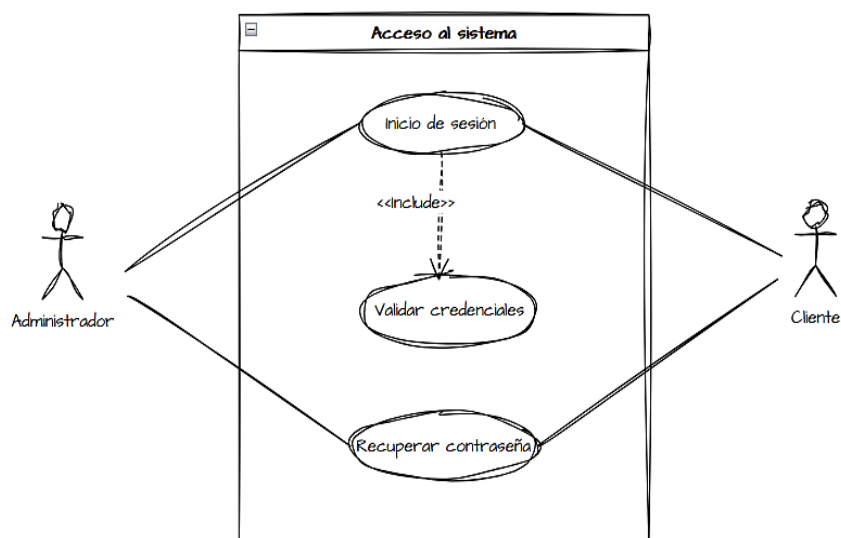 Acceso al sistema
Inicio de sesión
<<Include>>
Validar credenciales
Administrador
Cliente
Recuperar contraseña